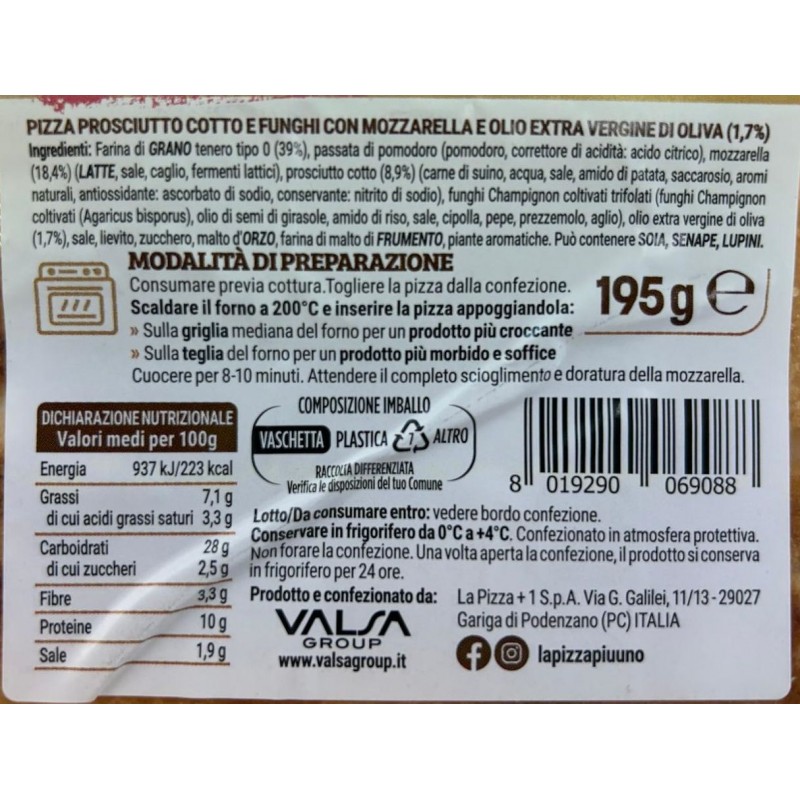 PIZZA PROSCIUTTO COTTO E FUNGHI CON MOZZARELLA E OLIO EXTRA VERGINE DI OLIVA (1,7%)
Ingredienti: Farina di GRANO tenero tipo 0 (39%), passata di pomodoro (pomodoro, correttore di acidità: acido citrico), mozzarella
(18,4%) (LATTE, sale, caglio, fermenti lattici), prosciutto cotto (8,9%) (carne di suino, acqua, sale, amido di patata, saccarosio, aromi
naturali, antiossidante: ascorbato di sodio, conservante: nitrito di sodio), funghi Champignon coltivati trifolati (funghi Champignon
coltivati (Agaricus bisporus), olio di semi di girasole, amido di riso, sale, cipolla, pepe, prezzemolo, aglio), olio extra vergine di oliva
(1,7%), sale, lievito, zucchero, malto d'ORZO, farina di malto di FRUMENTO, piante aromatiche. Può contenere SOIA, SENAPE, LUPINI.
MODALITÀ DI PREPARAZIONE
Consumare previa cottura.Togliere la pizza dalla confezione.
Scaldare il forno a 200°C e inserire la pizza appoggiandola:
» Sulla griglia mediana del forno per un prodotto più croccante
» Sulla teglia del forno per un prodotto più morbido e soffice
Cuocere per 8-10 minuti. Attendere il completo scioglimento e doratura della mozzarella.
195 g e
DICHIARAZIONE NUTRIZIONALE
Valori medi per 100g
Energia 937 kJ/223 kcal
Grassi 7,1 g
di cui acidi grassi saturi 3,3 g
Carboidrati 28 g
di cui zuccheri 2,5 g
Fibre 3,3 g
Proteine 10 g
Sale 1,9 g
COMPOSIZIONE IMBALLO
VASCHETTA PLASTICA 7 ALTRO
RACCOLTA DIFFERENZIATA
Verifica le disposizioni del tuo Comune
8 019290 069088
Lotto/Da consumare entro: vedere bordo confezione.
Conservare in frigorifero da 0°C a +4°C. Confezionato in atmosfera protettiva.
Non forare la confezione. Una volta aperta la confezione, il prodotto si conserva
in frigorifero per 24 ore.
Prodotto e confezionato da:
VALSA
GROUP
www.valsagroup.it
La Pizza + 1 S.p.A. Via G. Galilei, 11/13 - 29027
Gariga di Podenzano (PC) ITALIA
lapizzapiuuno